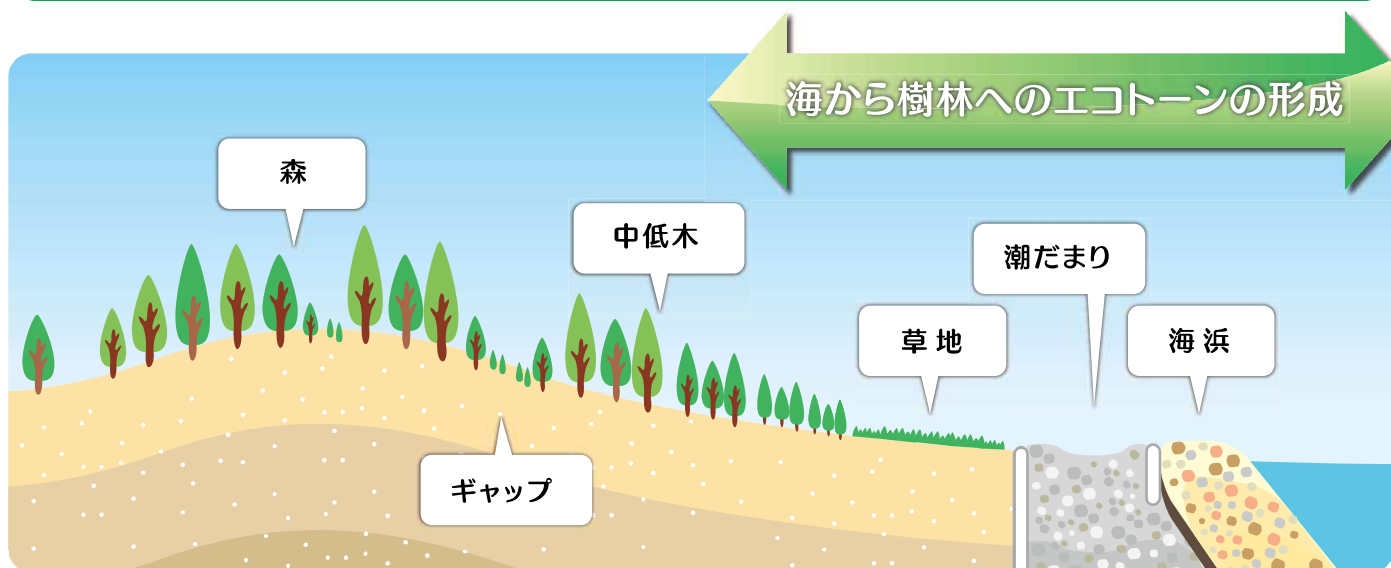 海から樹林へのエコトーンの形成
森
中低木
潮だまり
草地
海浜
ギャップ